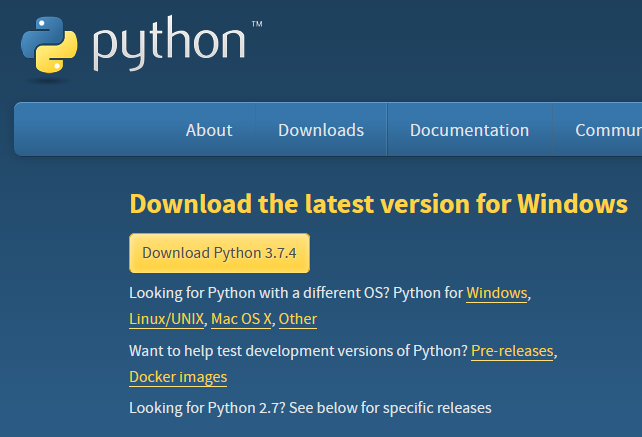 python™
About Downloads Documentation Commun
Download the latest version for Windows
Download Python 3.7.4
Looking for Python with a different OS? Python for Windows,
Linux/UNIX, Mac OS X, Other
Want to help test development versions of Python? Pre-releases,
Docker images
Looking for Python 2.7? See below for specific releases